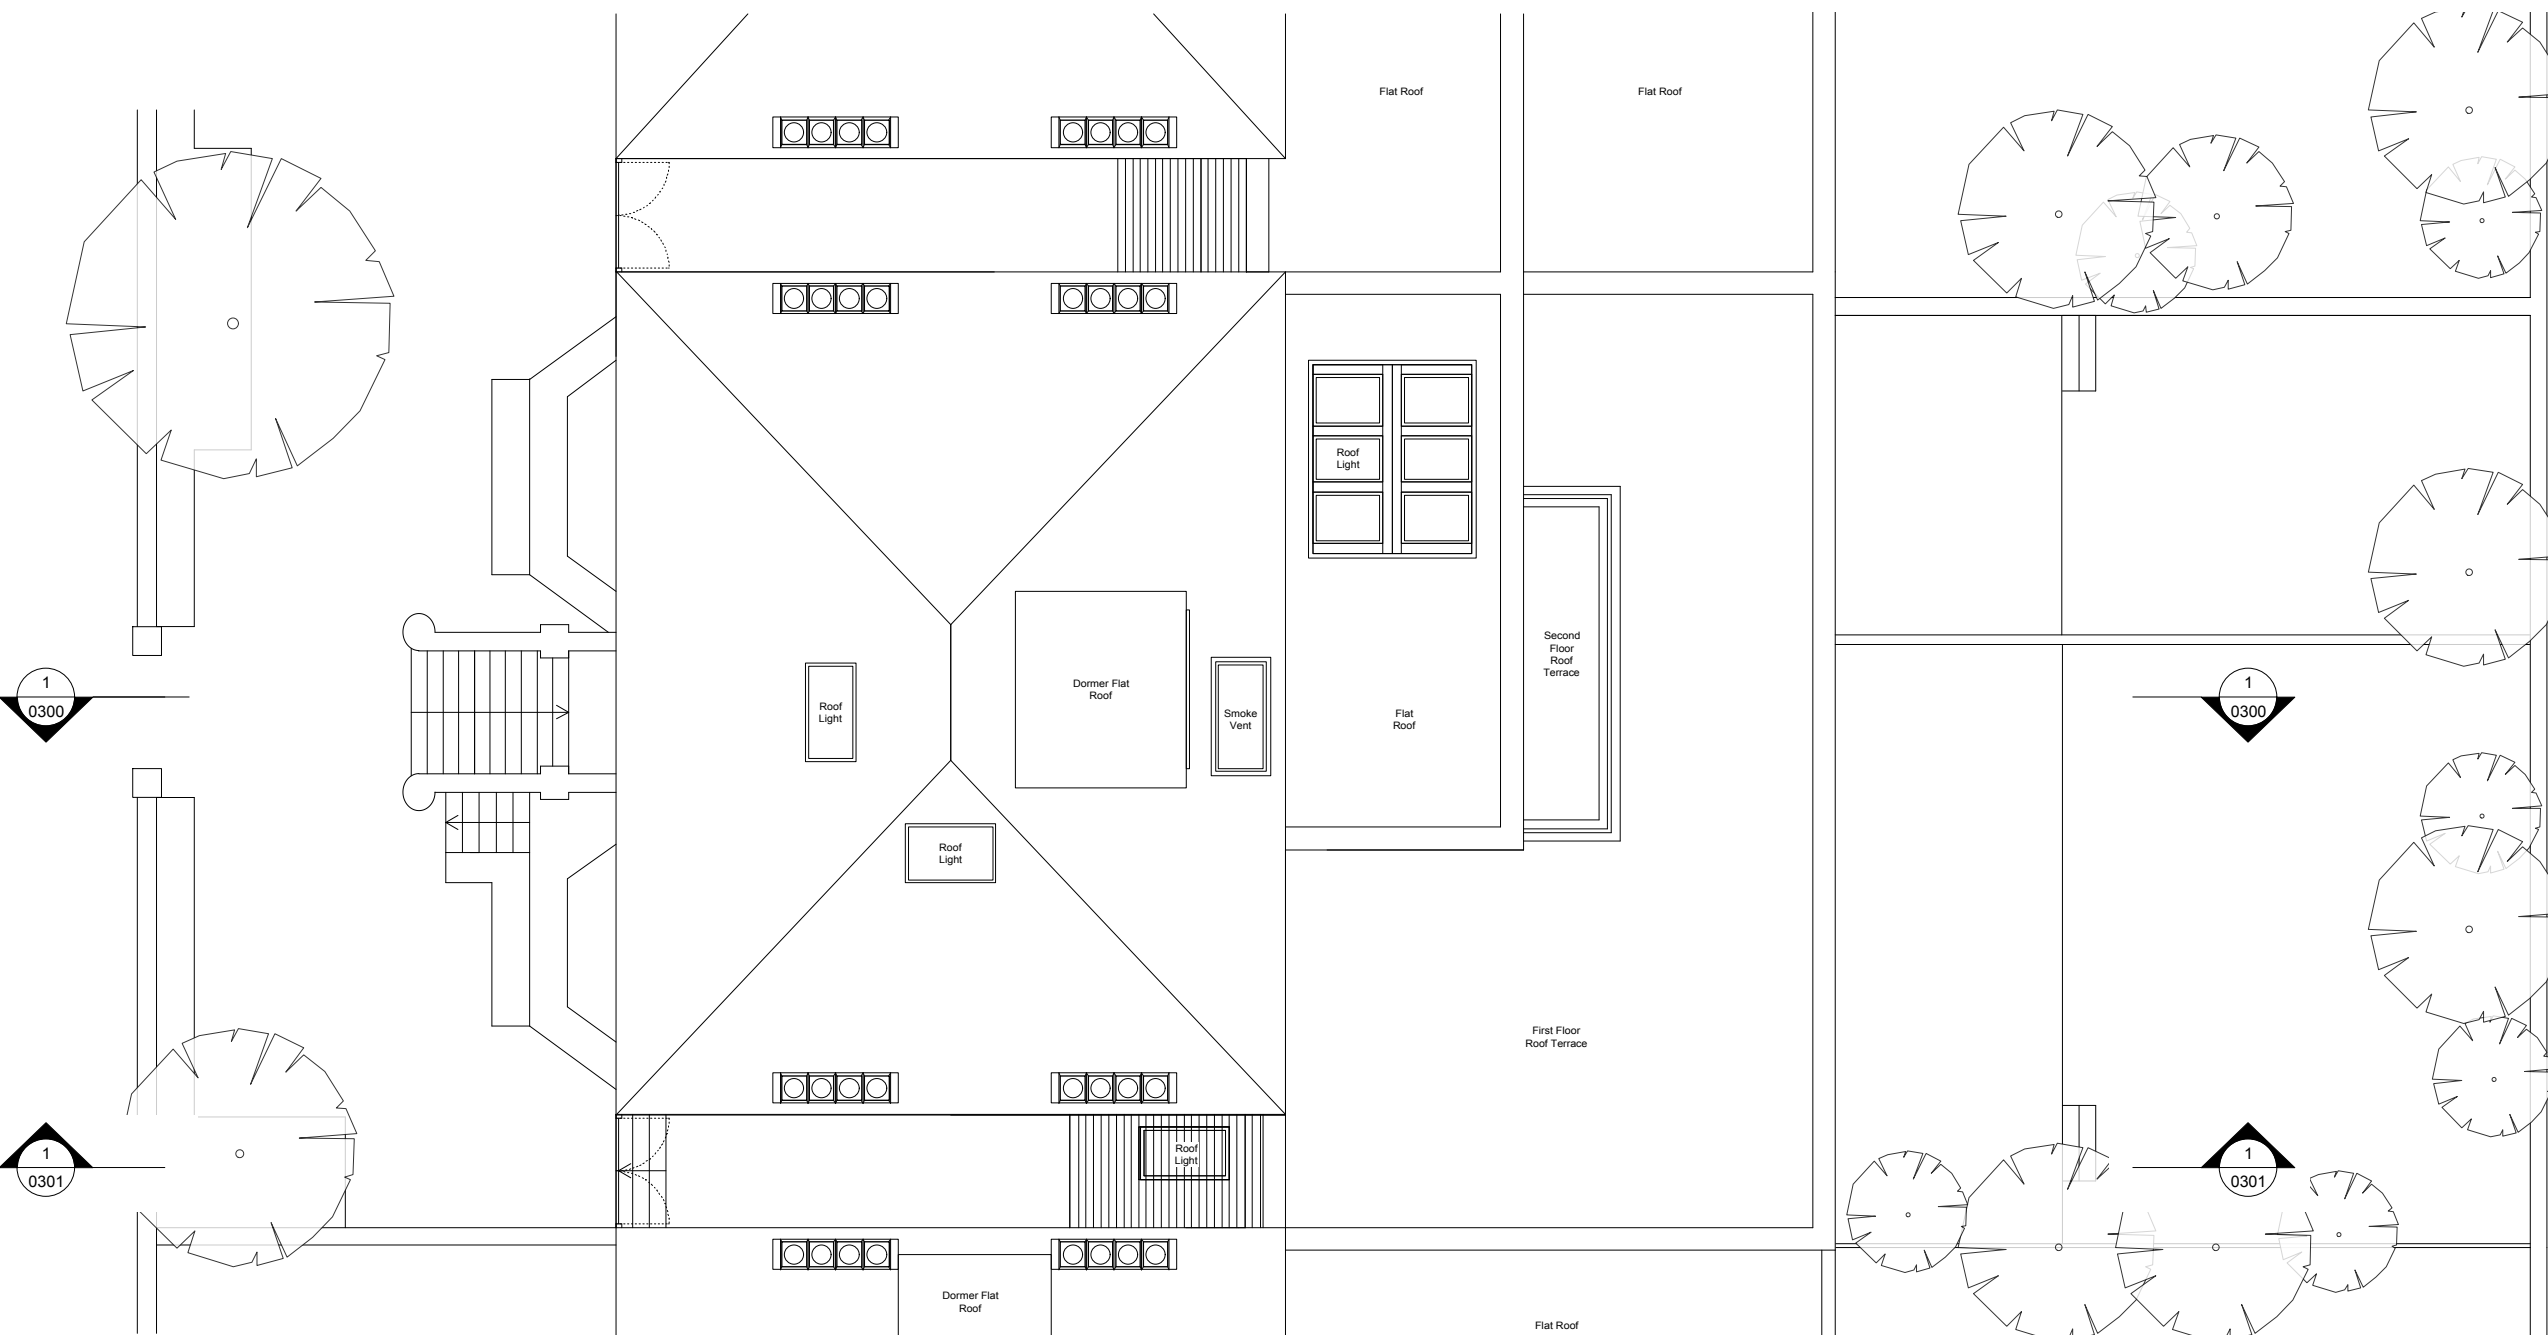 Flat Roof
Flat Roof
Roof
Light
Second
Floor
Roof
Terrace
1
0300
Dormer Flat
Roof
Roof
Light
Smoke
Vent
Flat
Roof
1
0300
Roof
Light
First Floor
Roof Terrace
1
0301
Roof
Light
1
0301
Dormer Flat
Roof
Flat Roof